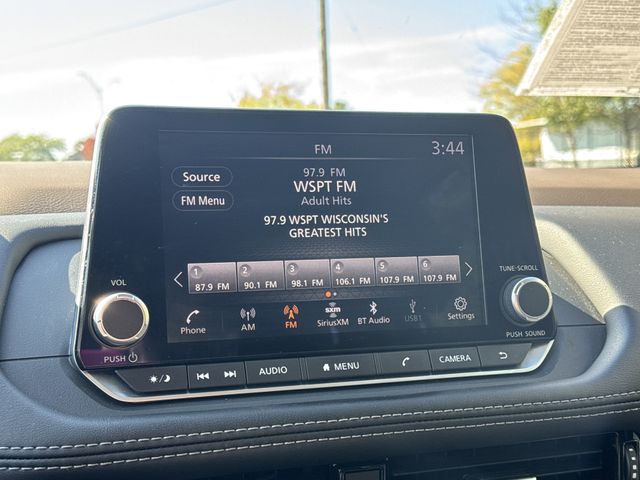 FM
3:44
Source
FM Menu
97.9 FM
WSPT FM
Adult Hits
97.9 WSPT WISCONSIN'S
GREATEST HITS
1 2 3 4 5 6
87.9 FM 90.1 FM 98.1 FM 106.1 FM 107.9 FM 107.9 FM
Phone AM FM sxm SiriusXM BT Audio USB Settings
VOL
PUSH
TUNE·SCROLL
PUSH SOUND
AUDIO MENU CAMERA